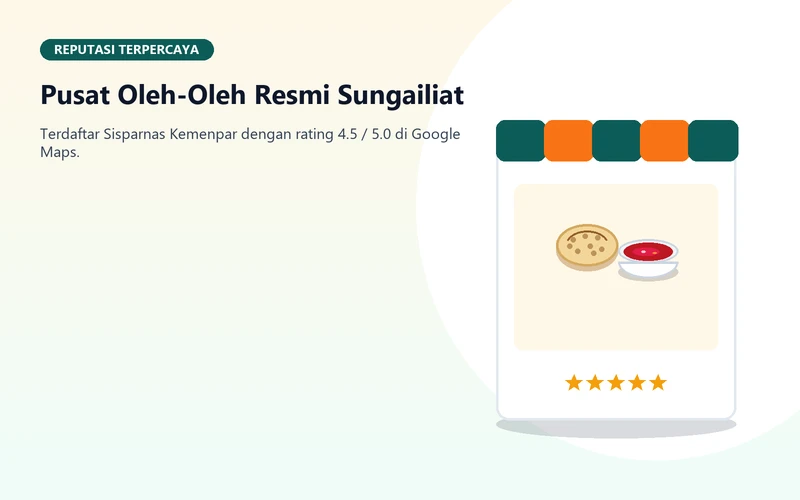 REPUTASI TERPERCAYA
Pusat Oleh-Oleh Resmi Sungailiat
Terdaftar Sisparnas Kemenpar dengan rating 4.5 / 5.0 di Google
Maps.